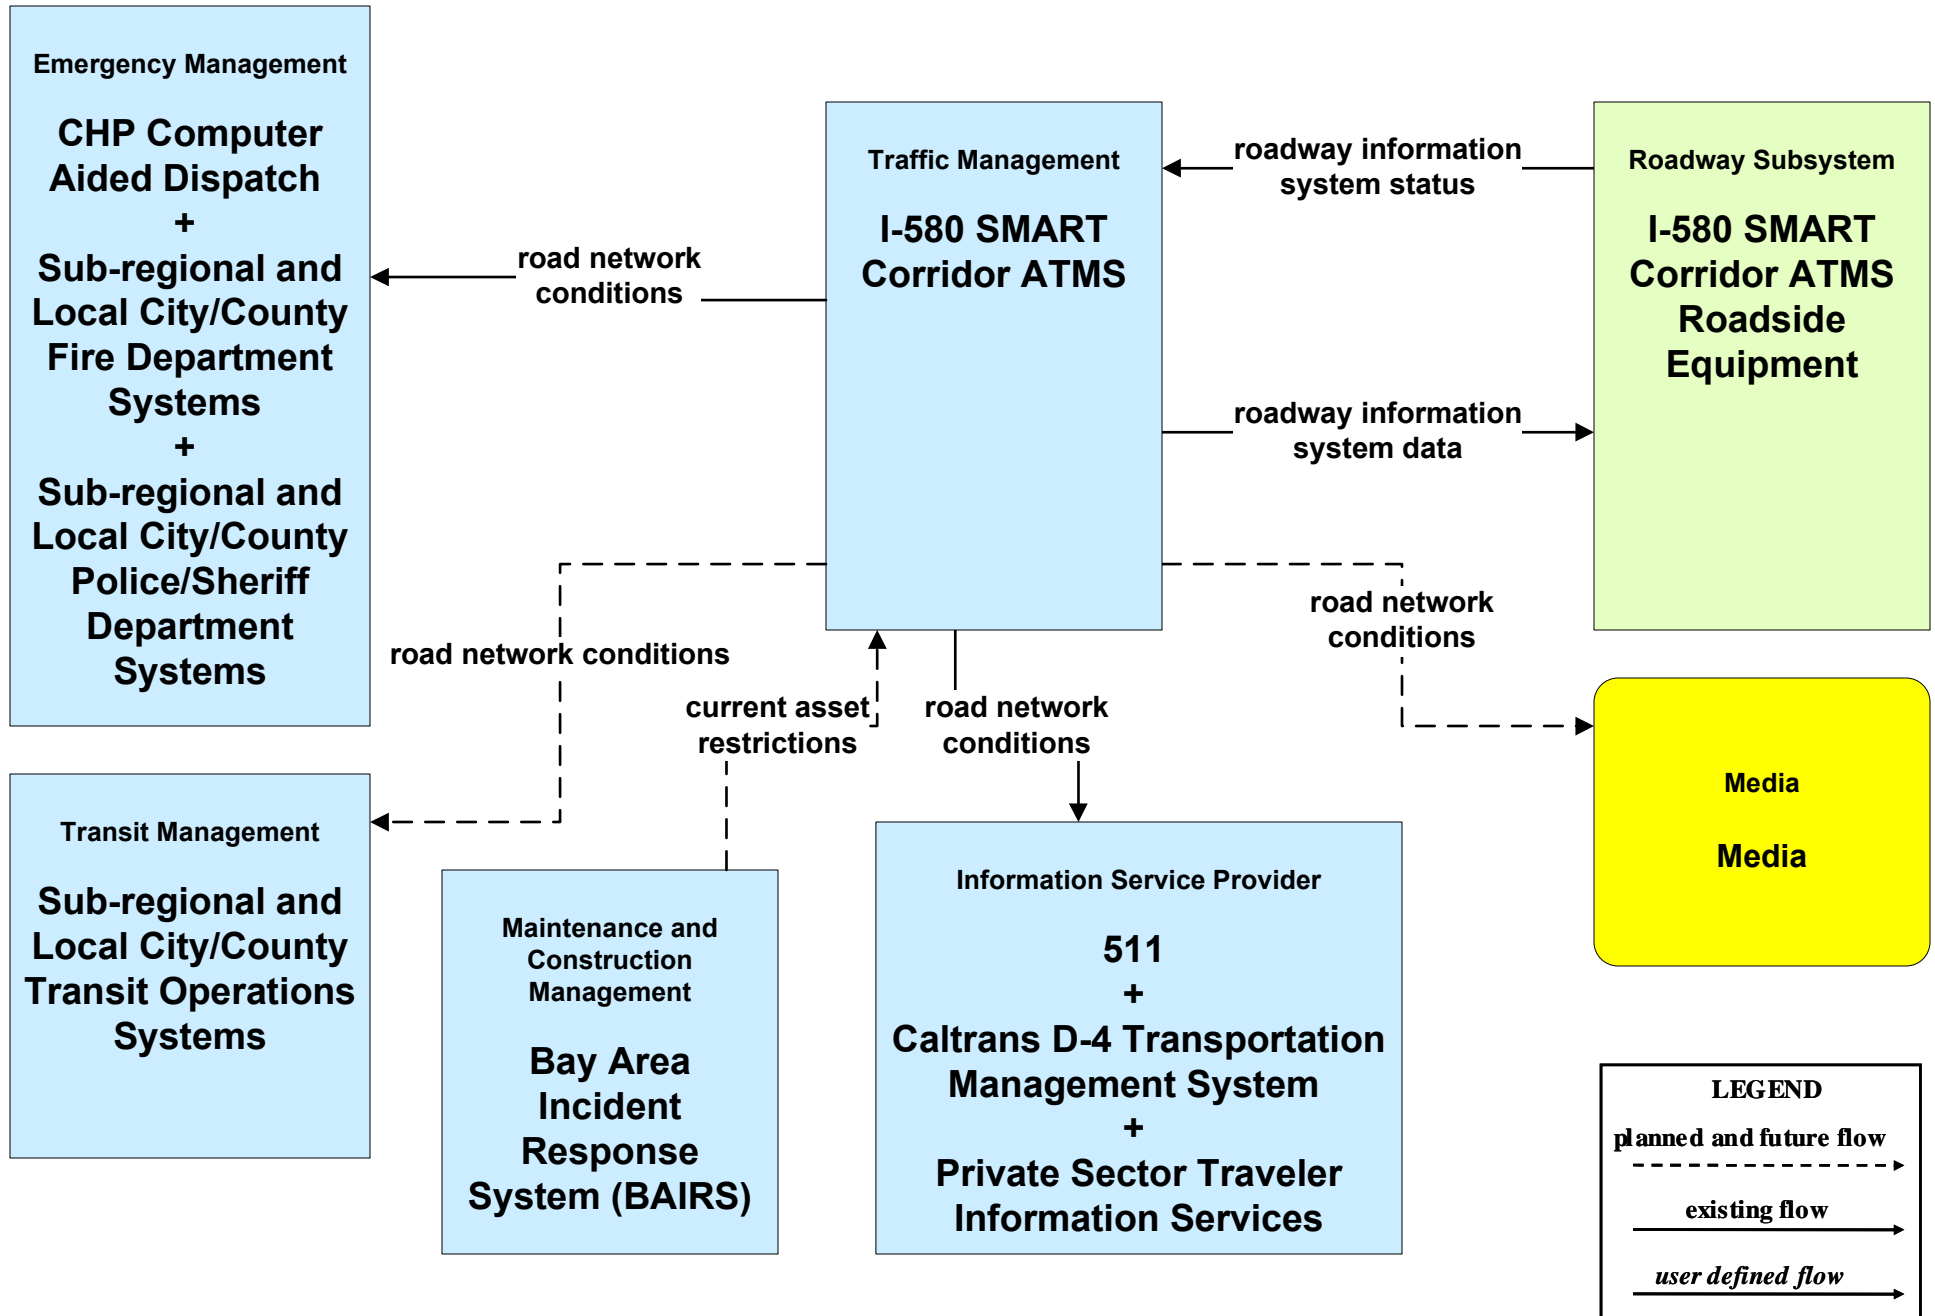 Emergency Management
CHP Computer
Aided Dispatch
+
Sub-regional and
Local City/County
Fire Department
Systems
+
Sub-regional and
Local City/County
Police/Sheriff
Department
Systems
road network
conditions
Traffic Management
I-580 SMART
Corridor ATMS
roadway information
system status
roadway information
system data
Roadway Subsystem
I-580 SMART
Corridor ATMS
Roadside
Equipment
road network conditions
current asset
restrictions
road network
conditions
road network
conditions
Media
Media
Transit Management
Sub-regional and
Local City/County
Transit Operations
Systems
Maintenance and
Construction
Management
Bay Area
Incident
Response
System (BAIRS)
Information Service Provider
511
+
Caltrans D-4 Transportation
Management System
+
Private Sector Traveler
Information Services
LEGEND
planned and future flow
existing flow
user defined flow